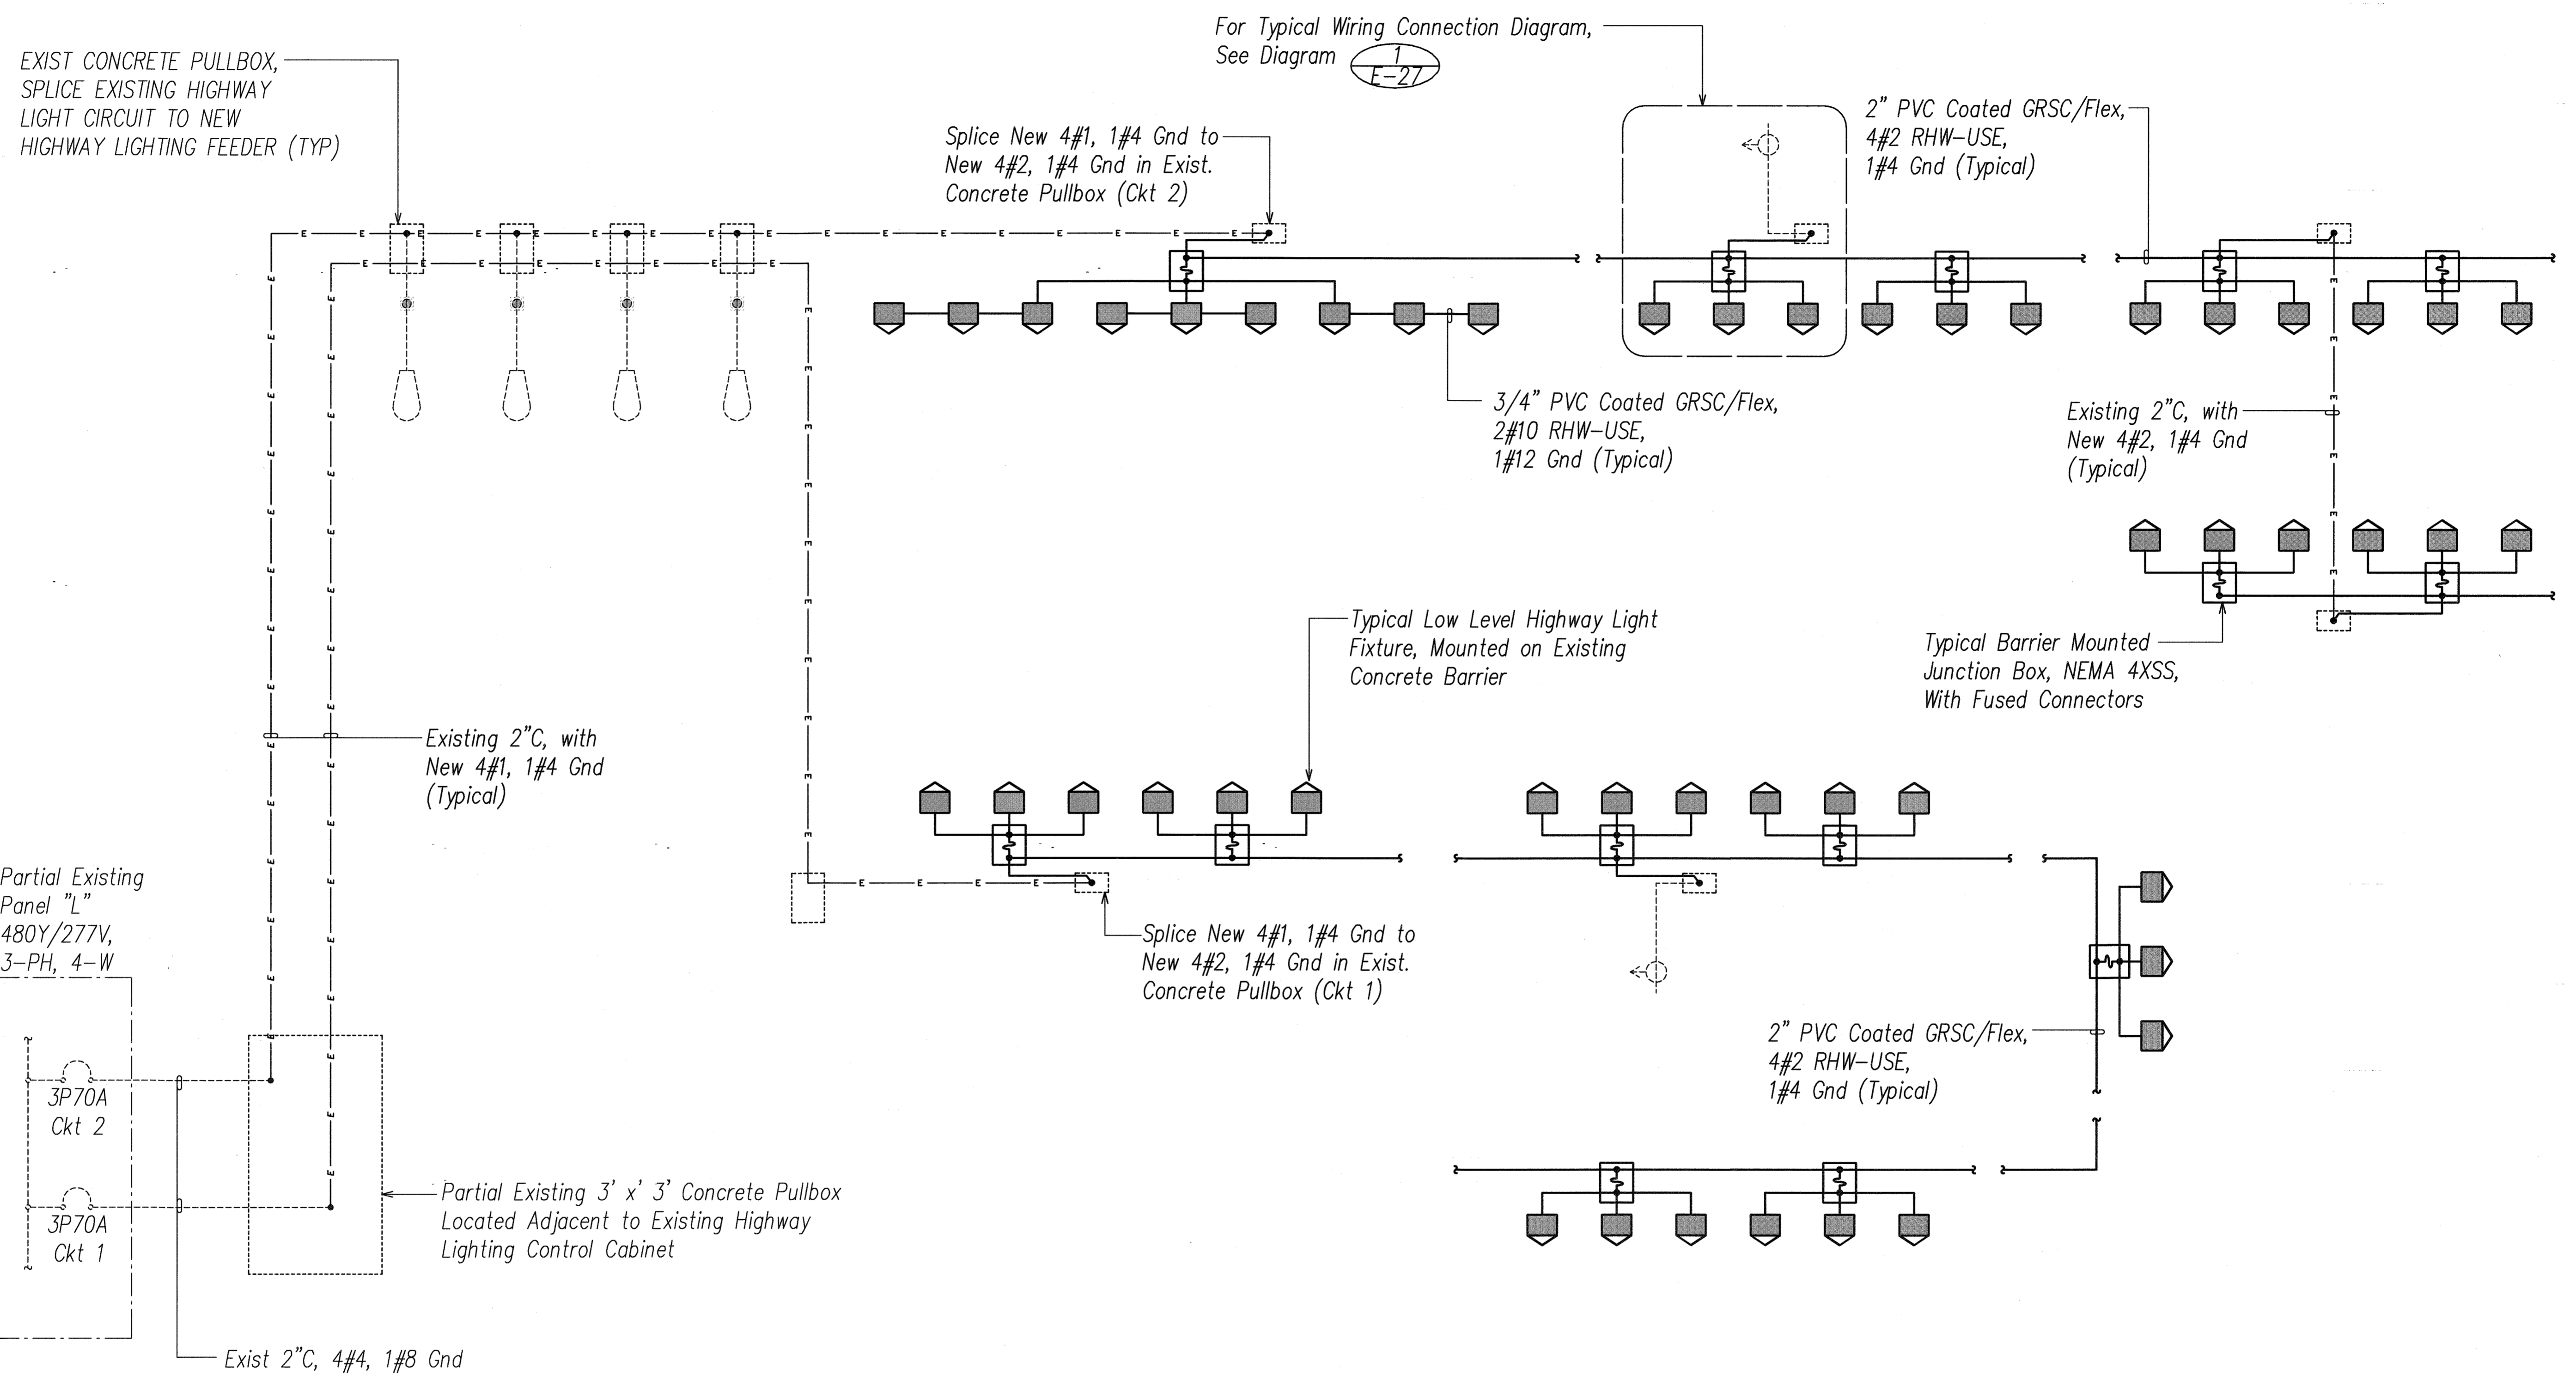 For Typical Wiring Connection Diagram,
See Diagram 1
E-27
EXIST CONCRETE PULLBOX,
SPLICE EXISTING HIGHWAY
LIGHT CIRCUIT TO NEW
HIGHWAY LIGHTING FEEDER (TYP)
Splice New 4#1, 1#4 Gnd to
New 4#2, 1#4 Gnd in Exist.
Concrete Pullbox (Ckt 2)
2" PVC Coated GRSC/Flex,
4#2 RHW-USE,
1#4 Gnd (Typical)
3/4" PVC Coated GRSC/Flex,
2#10 RHW-USE,
1#12 Gnd (Typical)
Existing 2"C, with
New 4#2, 1#4 Gnd
(Typical)
Typical Low Level Highway Light
Fixture, Mounted on Existing
Concrete Barrier
Typical Barrier Mounted
Junction Box, NEMA 4XSS,
With Fused Connectors
Existing 2"C, with
New 4#1, 1#4 Gnd
(Typical)
Partial Existing
Panel "L"
480Y/277V,
3-PH, 4-W
Splice New 4#1, 1#4 Gnd to
New 4#2, 1#4 Gnd in Exist.
Concrete Pullbox (Ckt 1)
2" PVC Coated GRSC/Flex,
4#2 RHW-USE,
1#4 Gnd (Typical)
3P70A
Ckt 2
3P70A
Ckt 1
Partial Existing 3' x' 3' Concrete Pullbox
Located Adjacent to Existing Highway
Lighting Control Cabinet
Exist 2"C, 4#4, 1#8 Gnd